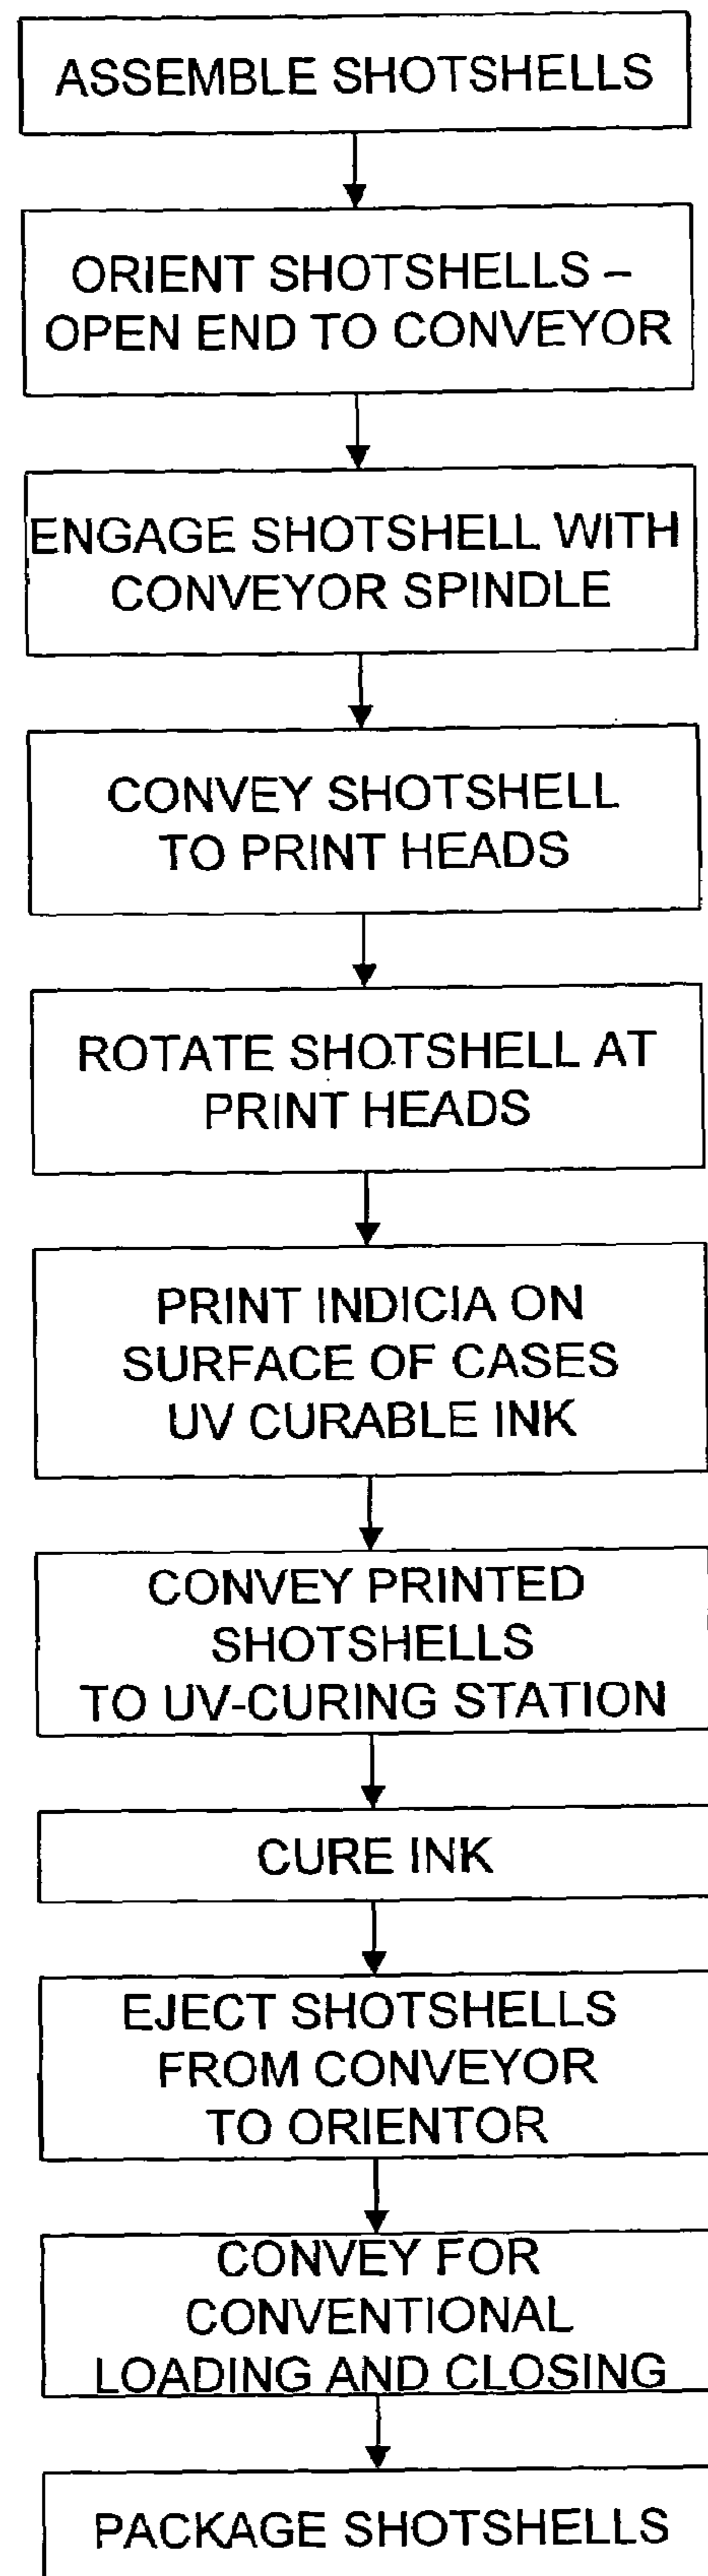 ASSEMBLE SHOTSHELLS
ORIENT SHOTSHELLS –
OPEN END TO CONVEYOR
ENGAGE SHOTSHELL WITH
CONVEYOR SPINDLE
CONVEY SHOTSHELL
TO PRINT HEADS
ROTATE SHOTSHELL AT
PRINT HEADS
PRINT INDICIA ON
SURFACE OF CASES
UV CURABLE INK
CONVEY PRINTED
SHOTSHELLS
TO UV-CURING STATION
CURE INK
EJECT SHOTSHELLS
FROM CONVEYOR
TO ORIENTOR
CONVEY FOR
CONVENTIONAL
LOADING AND CLOSING
PACKAGE SHOTSHELLS